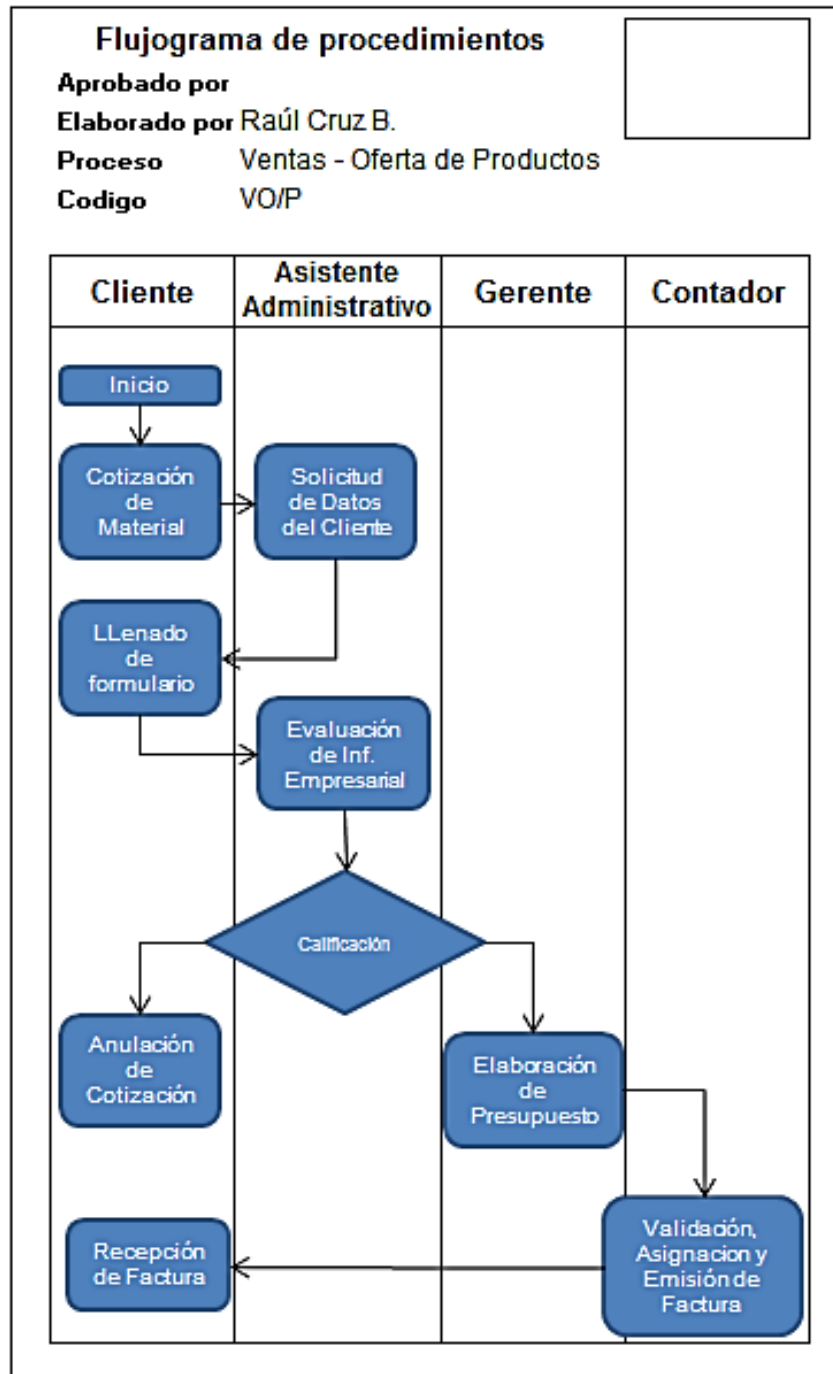 Flujograma de procedimientos
Aprobado por
Elaborado por Raúl Cruz B.
Proceso Ventas - Oferta de Productos
Codigo VO/P
Cliente
Asistente
Administrativo
Gerente
Contador
Inicio
Cotización
de
Material
Solicitud
de Datos
del Cliente
LLenado
de
formulario
Evaluación
de Inf.
Empresarial
Calificación
Anulación
de
Cotización
Elaboración
de
Presupuesto
Validación,
Asignacion y
Emisión de
Factura
Recepción
de Factura